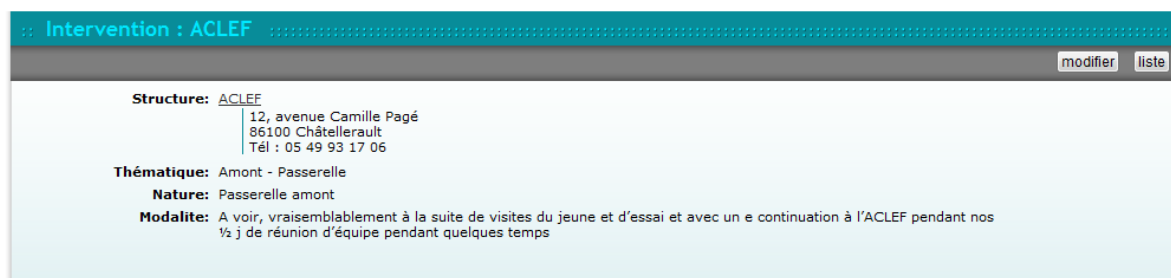 :: Intervention : ACLEF
modifier liste
Structure: ACLEF
12, avenue Camille Pagé
86100 Châtellerault
Tél : 05 49 93 17 06
Thématique: Amont - Passerelle
Nature: Passerelle amont
Modalite: A voir, vraisemblablement à la suite de visites du jeune et d'essai et avec un e continuation à l'ACLEF pendant nos
½ j de réunion d'équipe pendant quelques temps